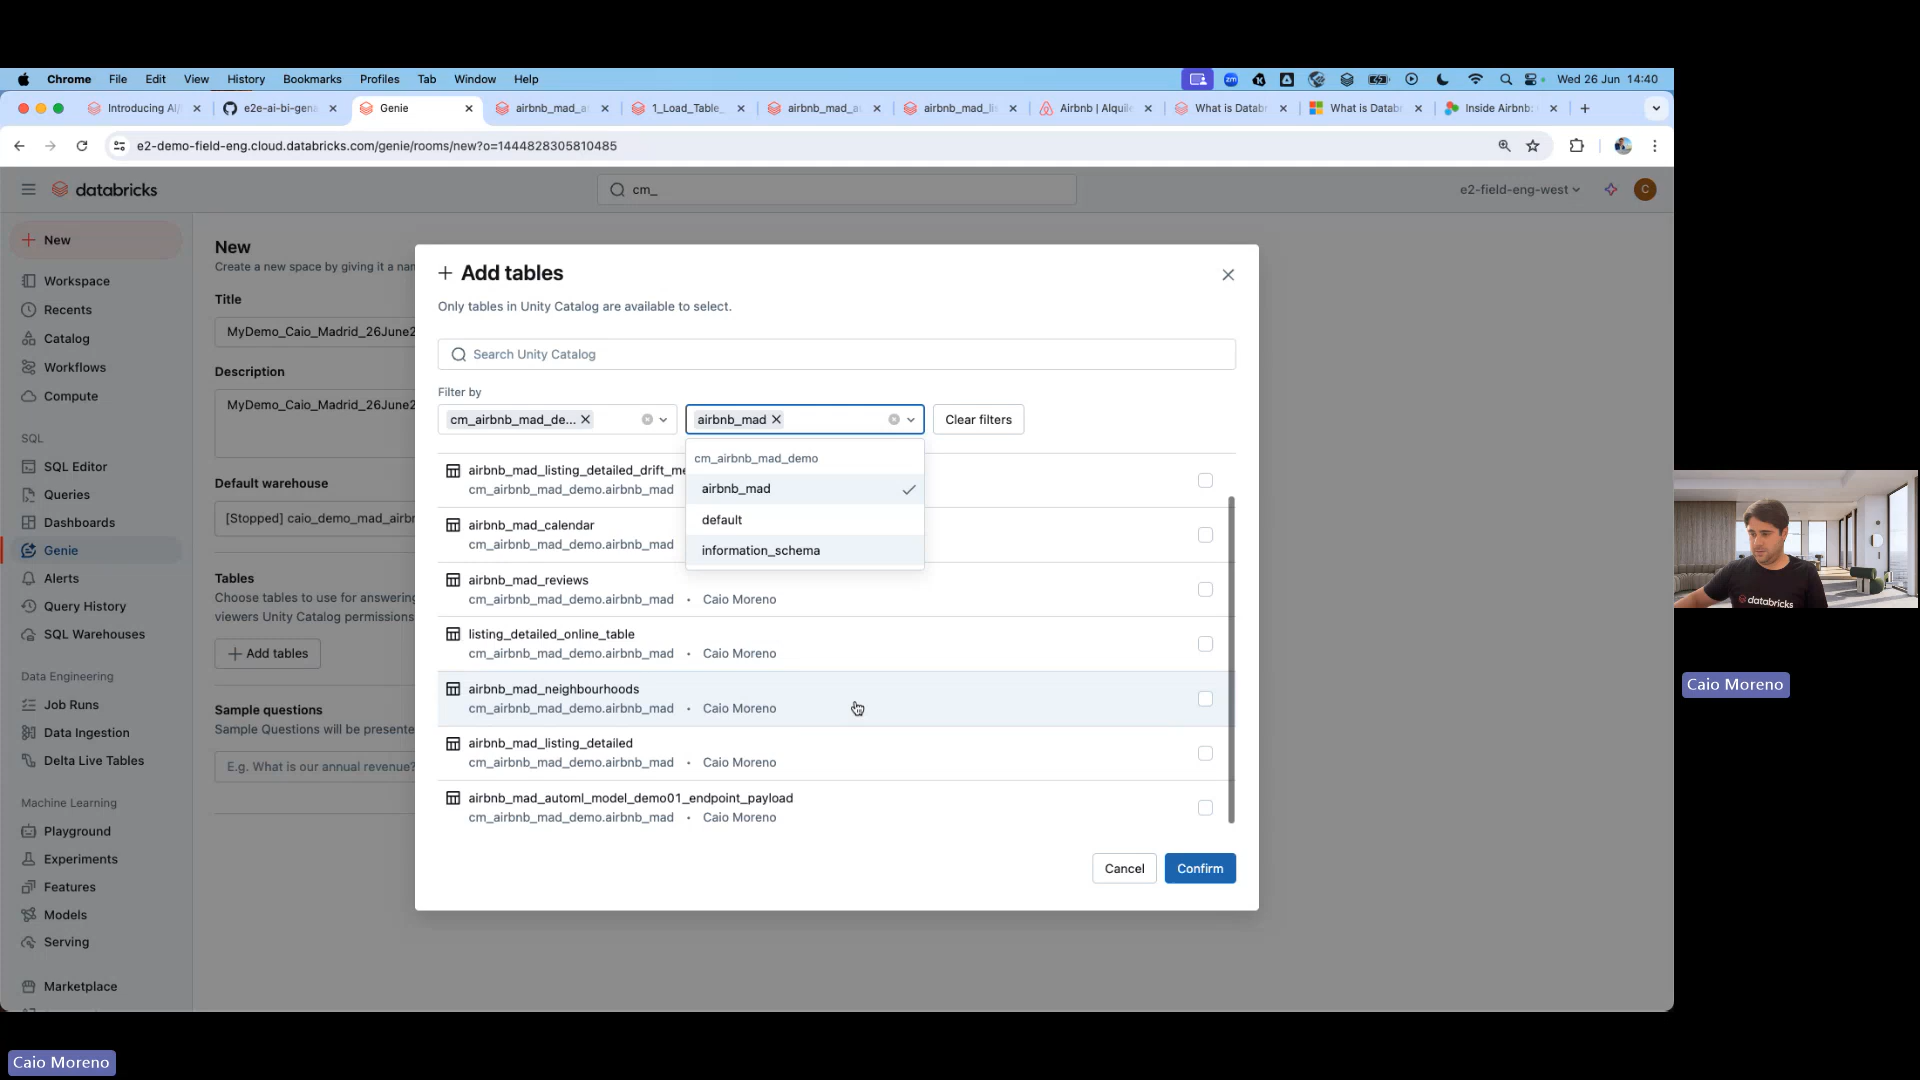 Chrome File Edit View History Bookmarks Profiles Tab Window Help
Wed 26 Jun 14:40
Introducing AI/
e2e-ai-bi-gena
Genie
airbnb_mad_a
1_Load_Table_
airbnb_mad_au
airbnb_mad_lis
Airbnb | Alquile
What is Databr
What is Databr
Inside Airbnb:
e2-demo-field-eng.cloud.databricks.com/genie/rooms/new?o=1444828305810485
databricks
cm_
e2-field-eng-west
C
New
Workspace
Recents
Catalog
Workflows
Compute
SQL
SQL Editor
Queries
Dashboards
Genie
Alerts
Query History
SQL Warehouses
Data Engineering
Job Runs
Data Ingestion
Delta Live Tables
Machine Learning
Playground
Experiments
Features
Models
Serving
Marketplace
New
Create a new space by giving it a nam
Title
MyDemo_Caio_Madrid_26June2
Description
MyDemo_Caio_Madrid_26June2
Default warehouse
[Stopped] caio_demo_mad_airbn
Tables
Choose tables to use for answering
viewers Unity Catalog permissions
Add tables
Sample questions
Sample Questions will be presente
E.g. What is our annual revenue?
+ Add tables
Only tables in Unity Catalog are available to select.
Search Unity Catalog
Filter by
cm_airbnb_mad_de...
airbnb_mad
Clear filters
cm_airbnb_mad_demo
airbnb_mad
default
information_schema
airbnb_mad_listing_detailed_drift_me
cm_airbnb_mad_demo.airbnb_mad
airbnb_mad_calendar
cm_airbnb_mad_demo.airbnb_mad
airbnb_mad_reviews
cm_airbnb_mad_demo.airbnb_mad • Caio Moreno
listing_detailed_online_table
cm_airbnb_mad_demo.airbnb_mad • Caio Moreno
airbnb_mad_neighbourhoods
cm_airbnb_mad_demo.airbnb_mad • Caio Moreno
airbnb_mad_listing_detailed
cm_airbnb_mad_demo.airbnb_mad • Caio Moreno
airbnb_mad_automl_model_demo01_endpoint_payload
cm_airbnb_mad_demo.airbnb_mad • Caio Moreno
Cancel
Confirm
databricks
Caio Moreno
Caio Moreno